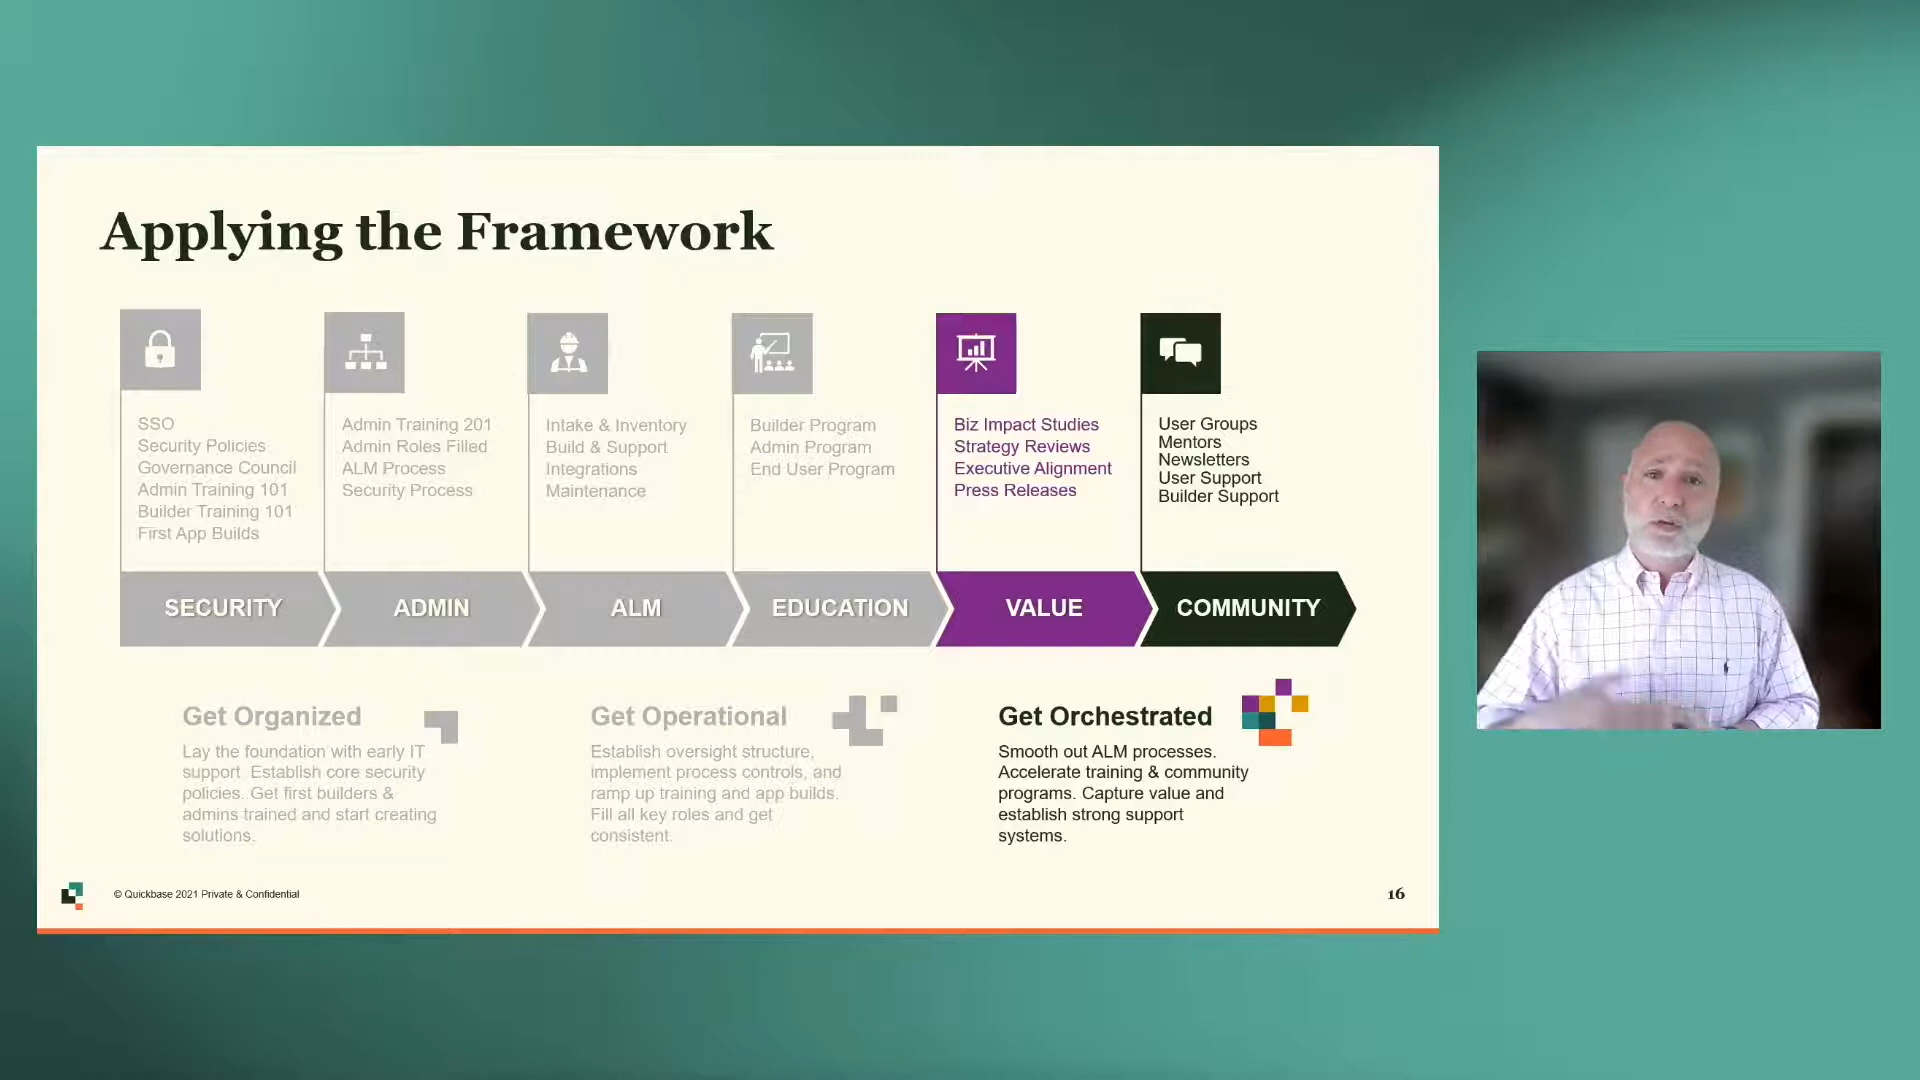 Applying the Framework
SSO
Security Policies
Governance Council
Admin Training 101
Builder Training 101
First App Builds
Admin Training 201
Admin Roles Filled
ALM Process
Security Process
Intake & Inventory
Build & Support
Integrations
Maintenance
Builder Program
Admin Program
End User Program
Biz Impact Studies
Strategy Reviews
Executive Alignment
Press Releases
User Groups
Mentors
Newsletters
User Support
Builder Support
SECURITY
ADMIN
ALM
EDUCATION
VALUE
COMMUNITY
Get Organized
Lay the foundation with early IT
support. Establish core security
policies. Get first builders &
admins trained and start creating
solutions.
Get Operational
Establish oversight structure,
implement process controls, and
ramp up training and app builds.
Fill all key roles and get
consistent.
Get Orchestrated
Smooth out ALM processes.
Accelerate training & community
programs. Capture value and
establish strong support
systems.
© Quickbase 2021 Private & Confidential
16